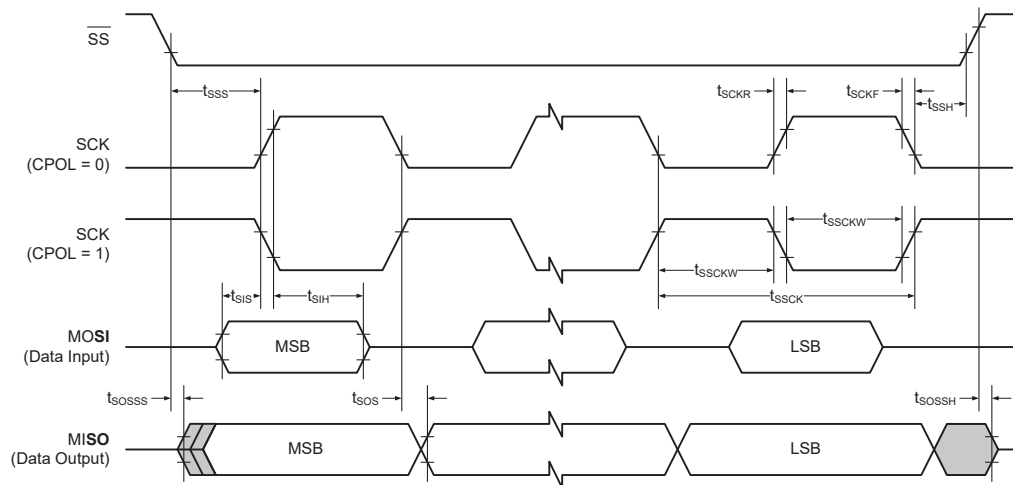 SS
tSSS
tSCKR
tSCKF
tSSH
SCK
(CPOL = 0)
SCK
(CPOL = 1)
tSSCKW
tSSCKW
tSIS
tSIH
tSSCK
MOSI
(Data Input)
MSB
LSB
tSOSSS
tSOS
tSOSSH
MISO
(Data Output)
MSB
LSB